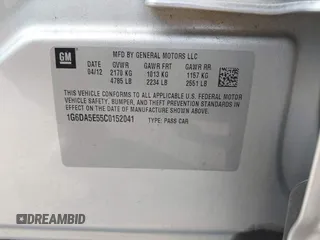 GM
MFD BY GENERAL MOTORS LLC
04/12
GVWR GAWR FRT GAWR RR
2170 KG 1013 KG 1157 KG
4785 LB 2234 LB 2551 LB
THIS VEHICLE CONFORMS TO ALL APPLICABLE U.S. FEDERAL MOTOR
VEHICLE SAFETY, BUMPER, AND THEFT PREVENTION STANDARDS
IN EFFECT ON THE DATE OF MANUFACTURE SHOWN ABOVE.
1G6DA5E55C0152041 TYPE: PASS CAR
DREAMBID